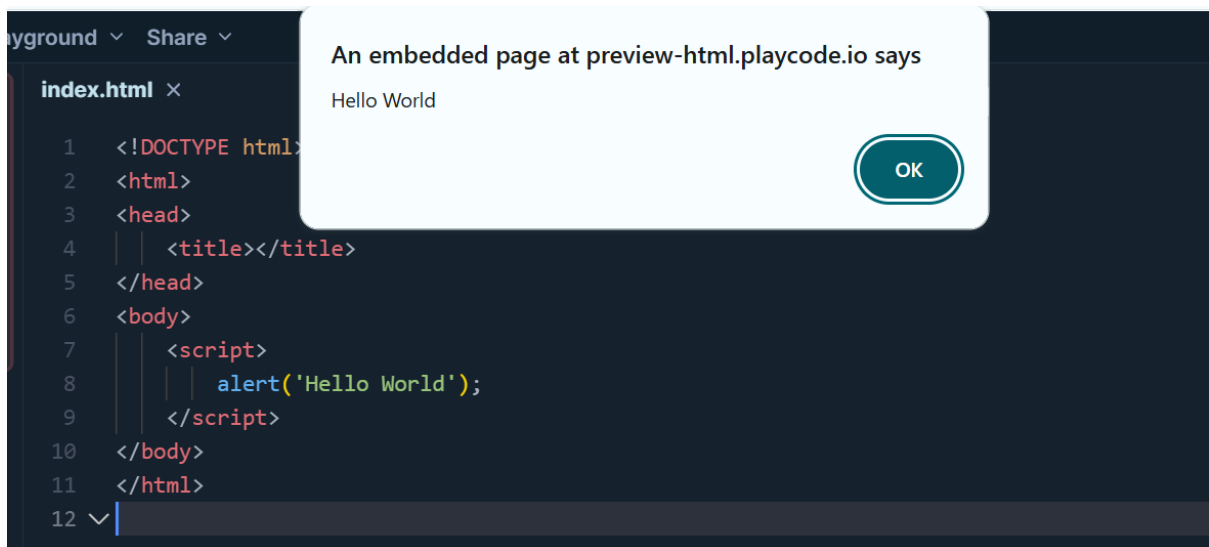 Share
An embedded page at preview-html.playcode.io says
Hello World
OK
index.html ×
1 <!DOCTYPE html>
2 <html>
3 <head>
4 <title></title>
5 </head>
6 <body>
7 <script>
8 alert('Hello World');
9 </script>
10 </body>
11 </html>
12